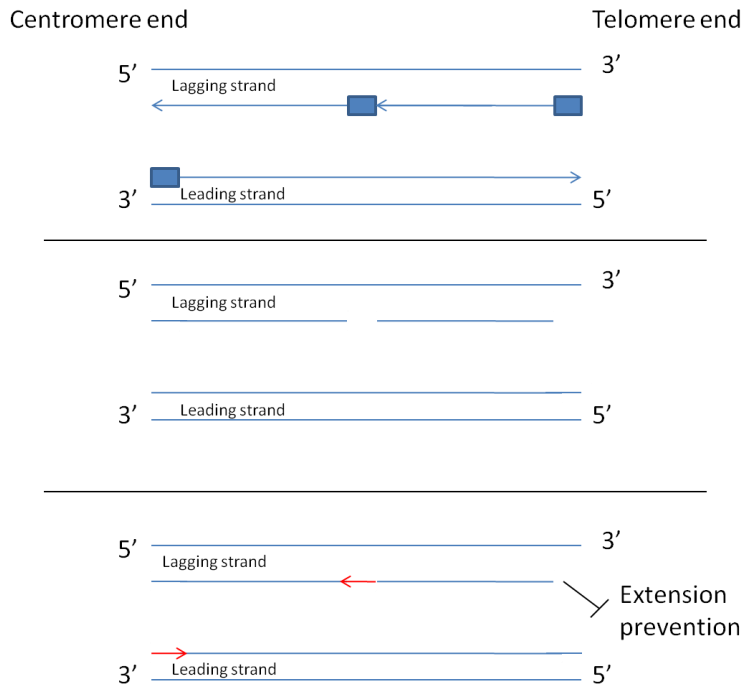 Centromere end
Telomere end
5’
3’
Lagging strand
Leading strand
3’
5’
5’
3’
Lagging strand
Leading strand
3’
5’
5’
3’
Lagging strand
Extension
prevention
Leading strand
3’
5’